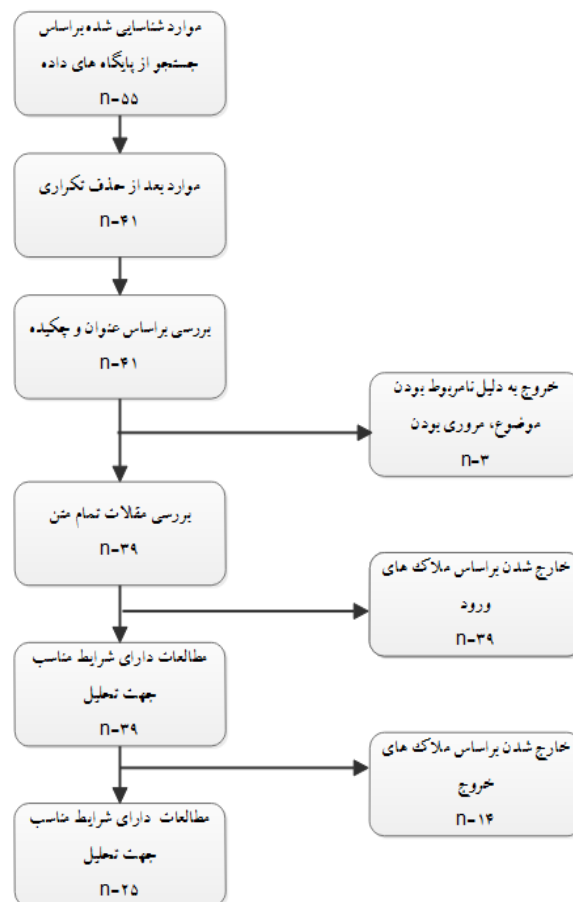 موارد شناسایی شده براساس
جستجو از پایگاه های داده
n-۵۵
موارد بعد از حذف تکراری
n-۴۱
بررسی براساس عنوان و چکیده
n-۴۱
خروج به دلیل نامربوط بودن
موضوع، مروری بودن
n-۳
بررسی مقالات تمام متن
n-۳۹
خارج شدن براساس ملاک های
ورود
n-۳۹
مطالعات دارای شرایط مناسب
جهت تحلیل
n-۳۹
خارج شدن براساس ملاک های
خروج
n-۱۴
مطالعات دارای شرایط مناسب
جهت تحلیل
n-۲۵